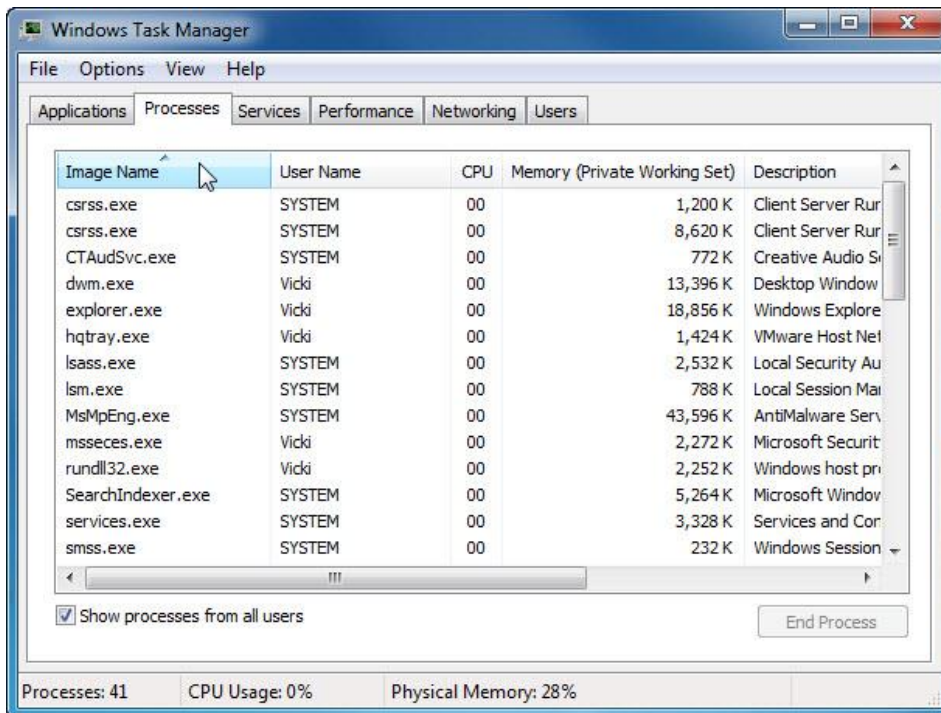 Windows Task Manager
File Options View Help
Applications Processes Services Performance Networking Users
Image Name User Name CPU Memory (Private Working Set) Description
csrss.exe SYSTEM 00 1,200 K Client Server Rur
csrss.exe SYSTEM 00 8,620 K Client Server Rur
CTAudSvc.exe SYSTEM 00 772 K Creative Audio S
dwm.exe Vicki 00 13,396 K Desktop Window
explorer.exe Vicki 00 18,856 K Windows Explore
hqtray.exe Vicki 00 1,424 K VMware Host Net
lsass.exe SYSTEM 00 2,532 K Local Security Au
lsm.exe SYSTEM 00 788 K Local Session Mai
MsMpEng.exe SYSTEM 00 43,596 K AntiMalware Serv
msseces.exe Vicki 00 2,272 K Microsoft Securit
rundll32.exe Vicki 00 2,252 K Windows host pro
SearchIndexer.exe SYSTEM 00 5,264 K Microsoft Window
services.exe SYSTEM 00 3,328 K Services and Con
smss.exe SYSTEM 00 232 K Windows Session
Show processes from all users
End Process
Processes: 41 CPU Usage: 0% Physical Memory: 28%